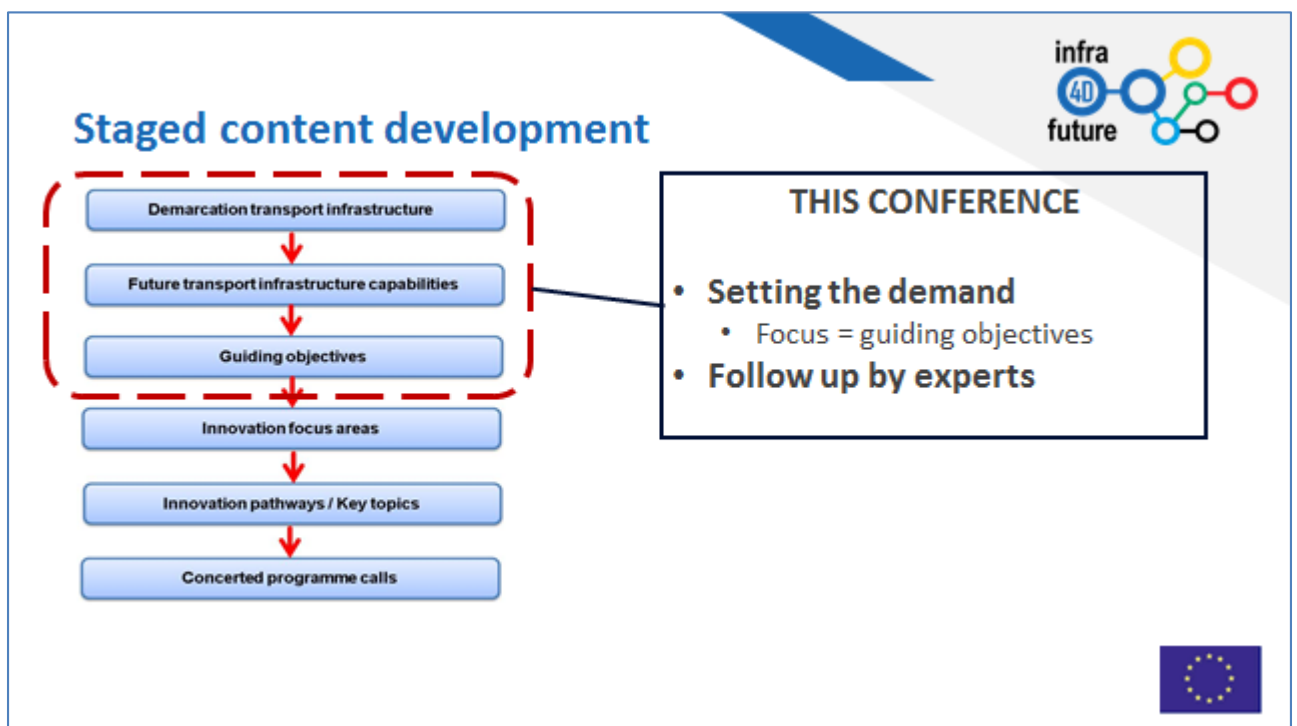 infra
4D
future
Staged content development
Demarcation transport infrastructure
Future transport infrastructure capabilities
Guiding objectives
Innovation focus areas
Innovation pathways / Key topics
Concerted programme calls
THIS CONFERENCE
• Setting the demand
• Focus = guiding objectives
• Follow up by experts